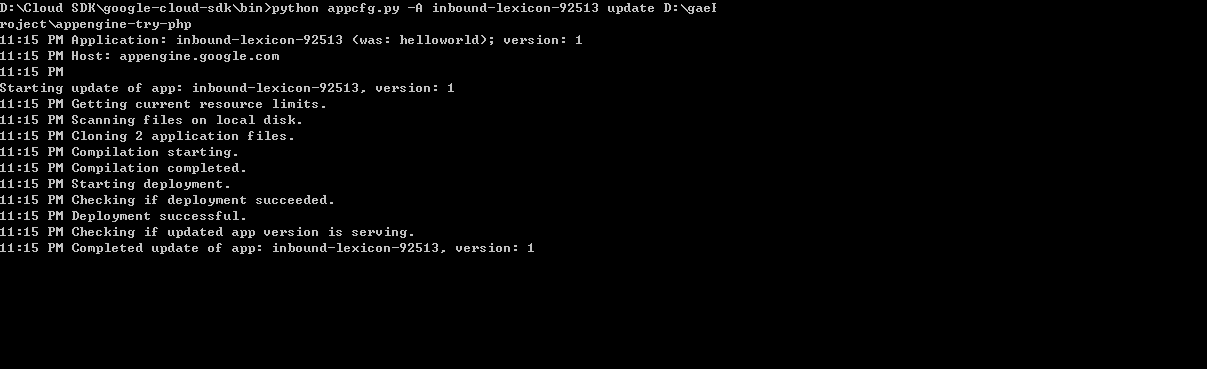 D:\Cloud SDK\google-cloud-sdk\bin>python appcfg.py -A inbound-lexicon-92513 update D:\gaeP
roject\appengine-try-php
11:15 PM Application: inbound-lexicon-92513 (was: helloworld); version: 1
11:15 PM Host: appengine.google.com
11:15 PM
Starting update of app: inbound-lexicon-92513, version: 1
11:15 PM Getting current resource limits.
11:15 PM Scanning files on local disk.
11:15 PM Cloning 2 application files.
11:15 PM Compilation starting.
11:15 PM Compilation completed.
11:15 PM Starting deployment.
11:15 PM Checking if deployment succeeded.
11:15 PM Deployment successful.
11:15 PM Checking if updated app version is serving.
11:15 PM Completed update of app: inbound-lexicon-92513, version: 1